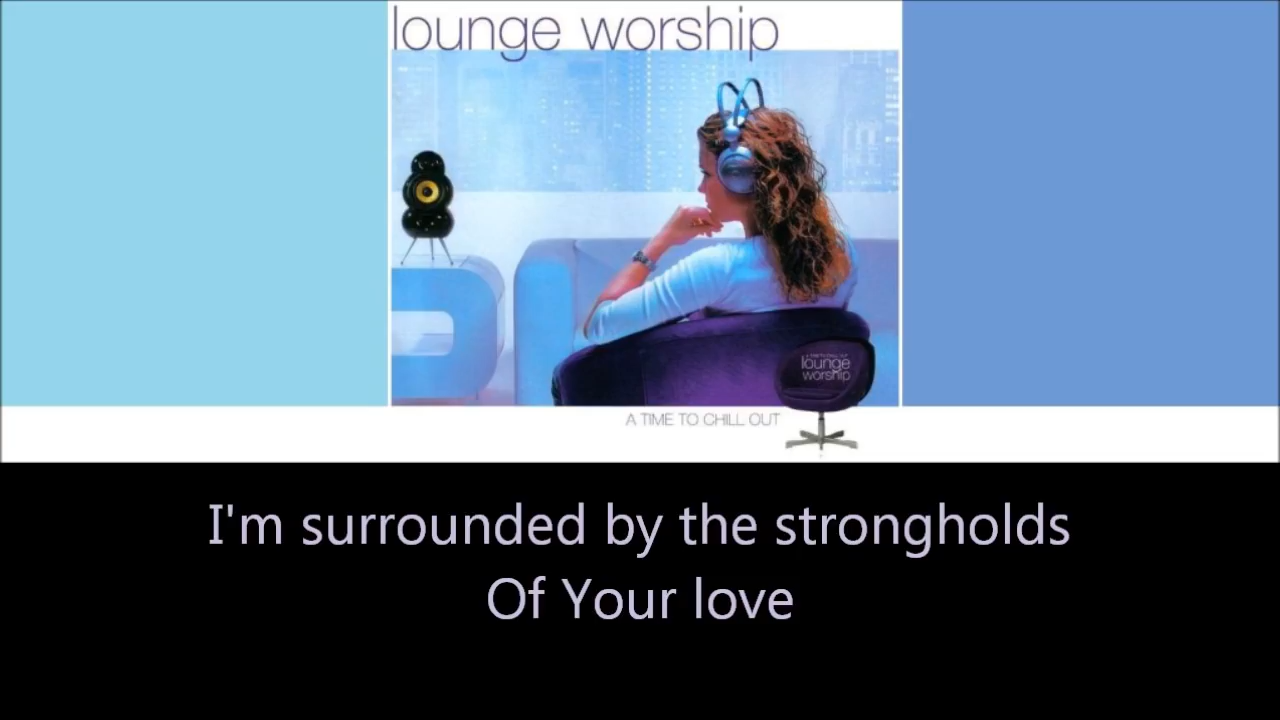 lounge worship
lounge
worship
A TIME TO CHILL OUT
I'm surrounded by the strongholds
Of Your love